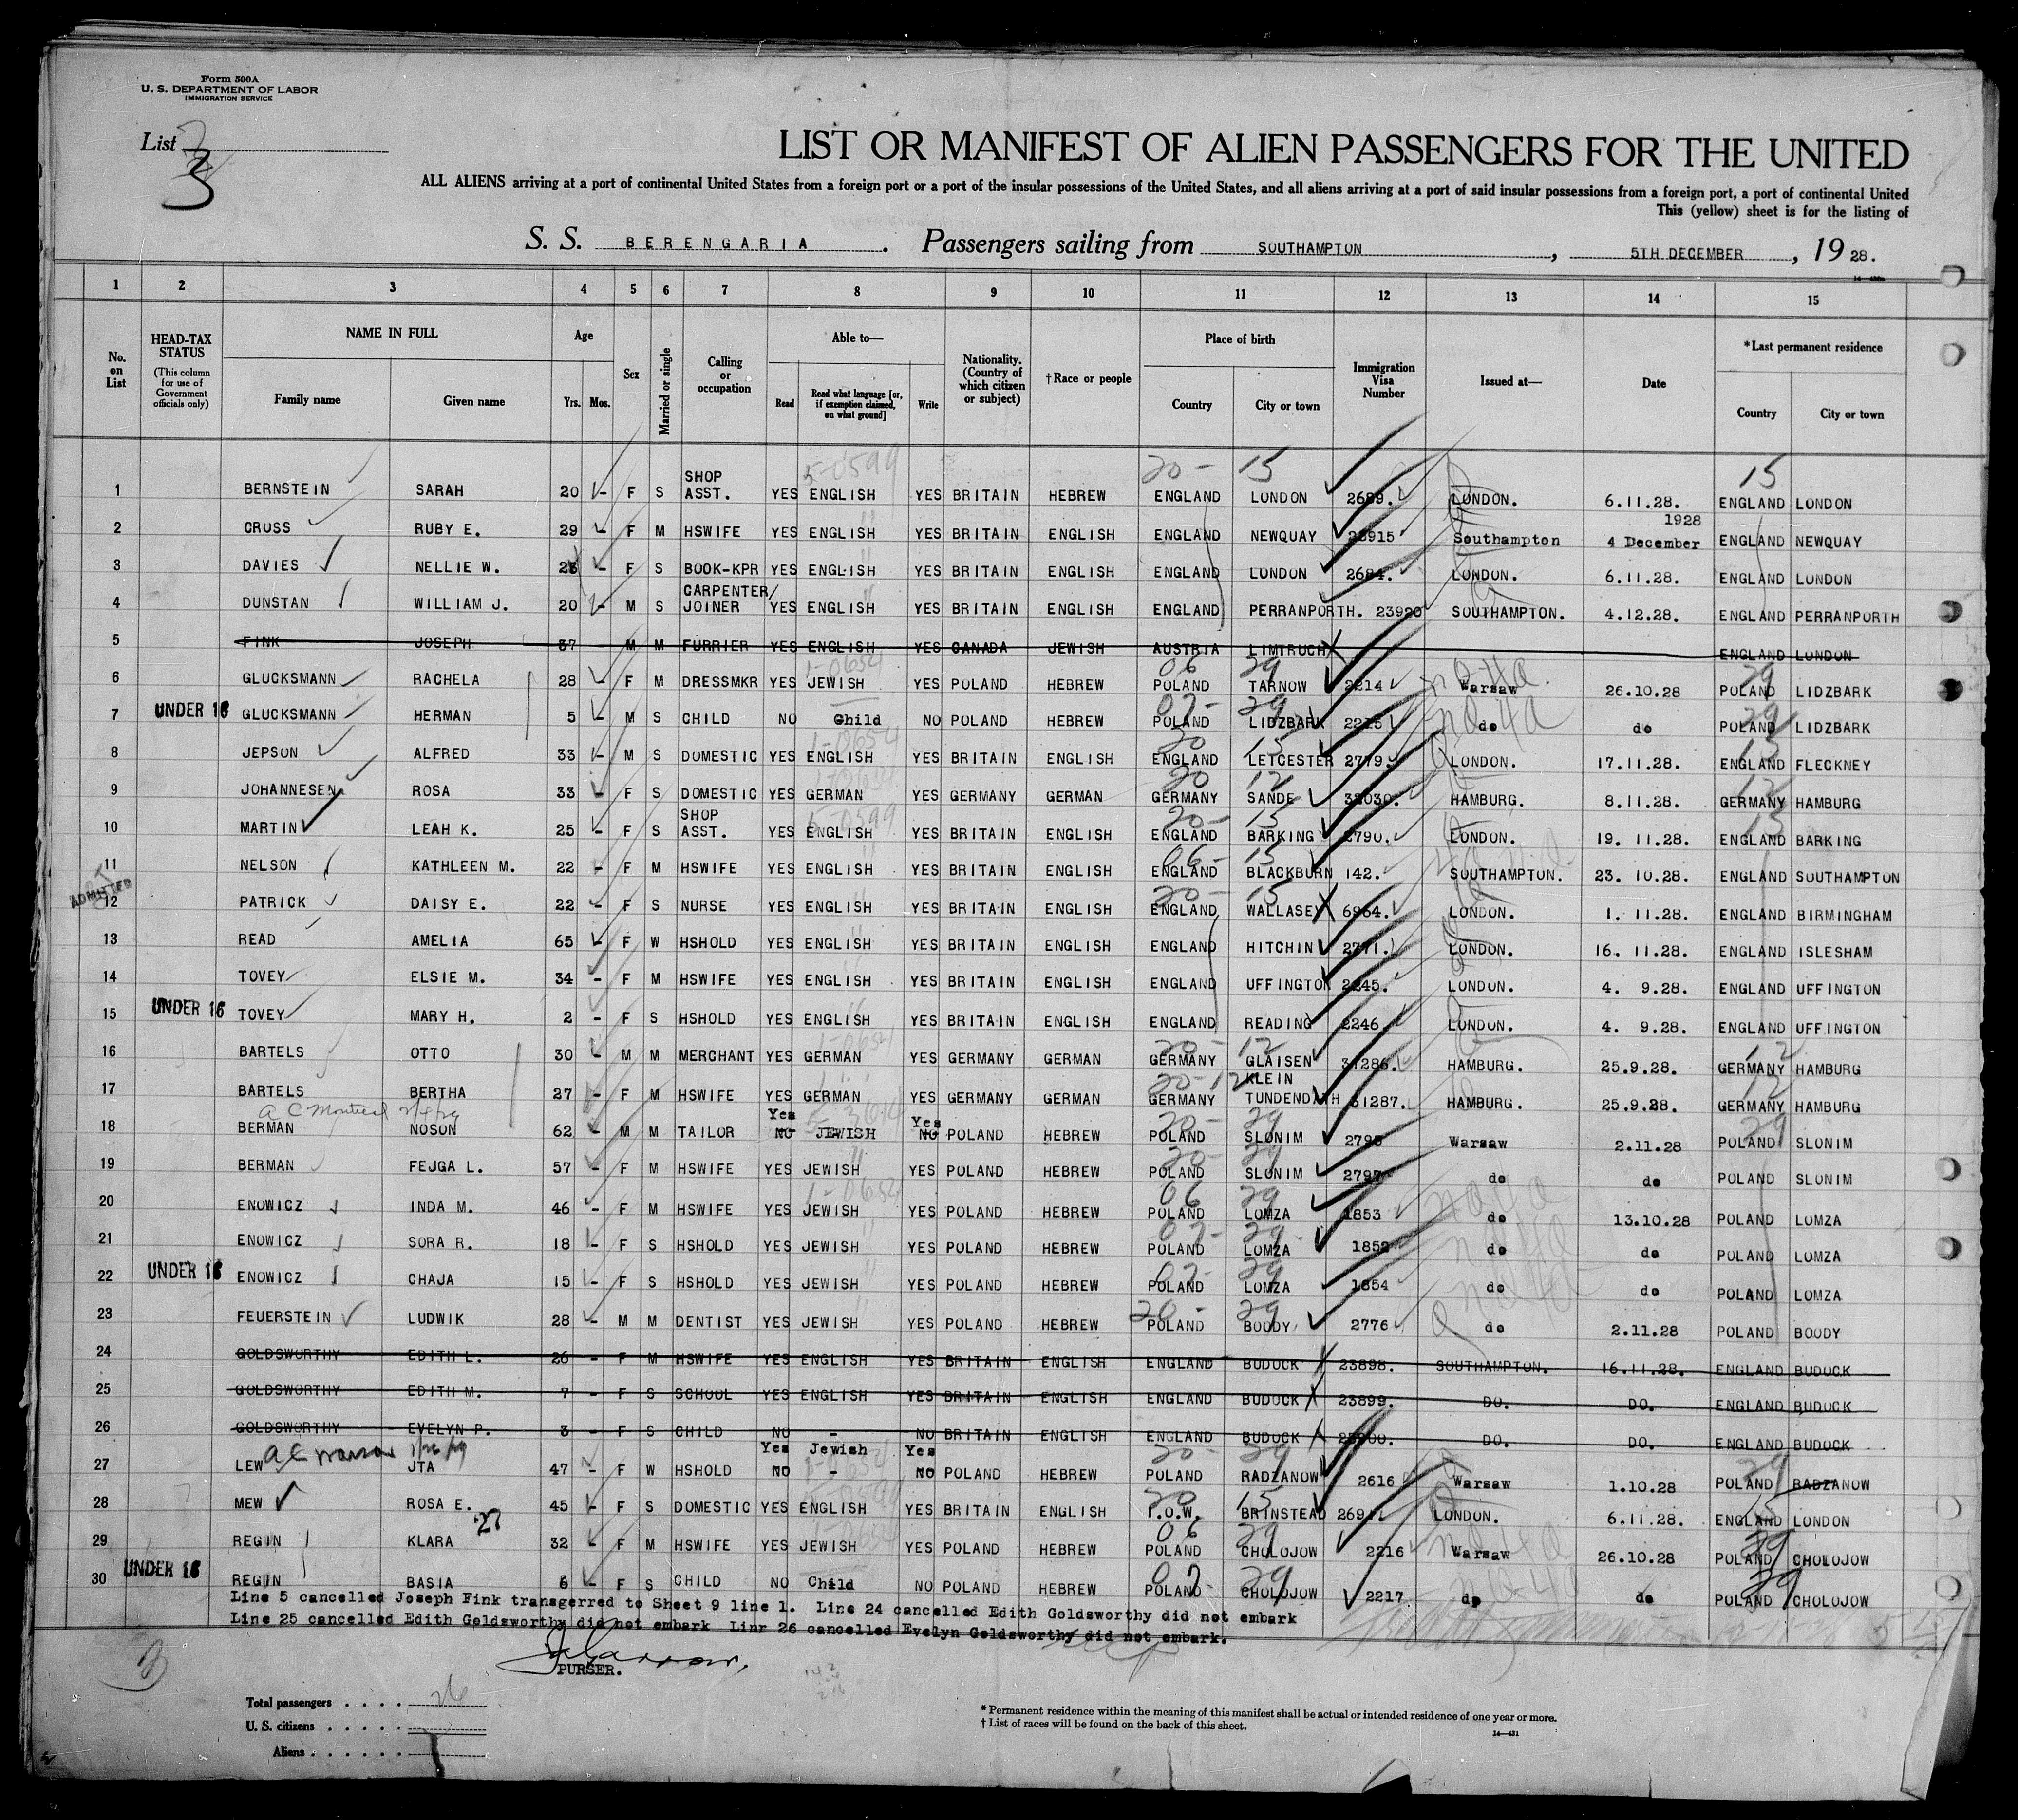 Form 500A
U. S. DEPARTMENT OF LABOR
IMMIGRATION SERVICE
List 3
LIST OR MANIFEST OF ALIEN PASSENGERS FOR THE UNITED
ALL ALIENS arriving at a port of continental United States from a foreign port or a port of the insular possessions of the United States, and all aliens arriving at a port of said insular possessions from a foreign port, a port of continental United
This (yellow) sheet is for the listing of
S. S. BERENGARIA. Passengers sailing from SOUTHAMPTON, 5TH DECEMBER, 19 28.
1 2 3 4 5 6 7 8 9 10 11 12 13 14 15
No. on List HEAD-TAX STATUS (This column for use of Government officials only) NAME IN FULL Family name Given name Age Yrs. Mos. Sex Married or single Calling or occupation Able to— Read Read what language [or, if exemption claimed, on what ground] Write Nationality. (Country of which citizen or subject) †Race or people Place of birth Country City or town Immigration Visa Number Issued at— Date *Last permanent residence Country City or town
1 BERNSTEIN SARAH 20 - F S SHOP ASST. YES ENGLISH YES BRITAIN HEBREW ENGLAND LONDON 2689. LONDON. 6.11.28. ENGLAND LONDON
2 CROSS RUBY E. 29 - F M HSWIFE YES ENGLISH YES BRITAIN ENGLISH ENGLAND NEWQUAY 23915 Southampton 4 December 1928 ENGLAND NEWQUAY
3 DAVIES NELLIE W. - F S BOOK-KPR YES ENGLISH YES BRITAIN ENGLISH ENGLAND LONDON 2684. LONDON. 6.11.28. ENGLAND LONDON
4 DUNSTAN WILLIAM J. 20 - M S CARPENTER/ JOINER YES ENGLISH YES BRITAIN ENGLISH ENGLAND PERRANPORTH. 23920 SOUTHAMPTON. 4.12.28. ENGLAND PERRANPORTH
5 FINK JOSEPH 37 M M FURRIER YES ENGLISH YES CANADA JEWISH AUSTRIA LIMTRUCH ENGLAND LONDON
6 GLUCKSMANN RACHELA 28 - F M DRESSMKR YES JEWISH YES POLAND HEBREW POLAND TARNOW 2214 Warsaw 26.10.28 POLAND LIDZBARK
7 UNDER 16 GLUCKSMANN HERMAN 5 - M S CHILD NO Child NO POLAND HEBREW POLAND LIDZBARK 2215 do do POLAND LIDZBARK
8 JEPSON ALFRED 33 - M S DOMESTIC YES ENGLISH YES BRITAIN ENGLISH ENGLAND LEICESTER 2779. LONDON. 17.11.28. ENGLAND FLECKNEY
9 JOHANNESEN ROSA 33 - F S DOMESTIC YES GERMAN YES GERMANY GERMAN GERMANY SANDE 32030. HAMBURG. 8.11.28. GERMANY HAMBURG
10 MARTIN LEAH K. 25 - F S SHOP ASST. YES ENGLISH YES BRITAIN ENGLISH ENGLAND BARKING 2790. LONDON. 19. 11.28. ENGLAND BARKING
11 NELSON KATHLEEN M. 22 - F M HSWIFE YES ENGLISH YES BRITAIN ENGLISH ENGLAND BLACKBURN 142. SOUTHAMPTON. 23. 10.28. ENGLAND SOUTHAMPTON
ADMITTED
12 PATRICK DAISY E. 22 - F S NURSE YES ENGLISH YES BRITAIN ENGLISH ENGLAND WALLASEY 6964. LONDON. 1. 11.28. ENGLAND BIRMINGHAM
13 READ AMELIA 65 - F W HSHOLD YES ENGLISH YES BRITAIN ENGLISH ENGLAND HITCHIN 2771. LONDON. 16. 11.28. ENGLAND ISLESHAM
14 TOVEY ELSIE M. 34 - F M HSWIFE YES ENGLISH YES BRITAIN ENGLISH ENGLAND UFFINGTON 2245. LONDON. 4. 9.28. ENGLAND UFFINGTON
15 UNDER 16 TOVEY MARY H. 2 - F S HSHOLD YES ENGLISH YES BRITAIN ENGLISH ENGLAND READING 2246. LONDON. 4. 9.28. ENGLAND UFFINGTON
16 BARTELS OTTO 30 - M M MERCHANT YES GERMAN YES GERMANY GERMAN GERMANY GLAISEN 31286. HAMBURG. 25.9.28. GERMANY HAMBURG
17 BARTELS BERTHA 27 - F M HSWIFE YES GERMAN YES GERMANY GERMAN GERMANY KLEIN 31287. HAMBURG. 25.9.28. GERMANY HAMBURG
A C Montreal
18 BERMAN NOSON 62 - M M TAILOR Yes NO JEWISH Yes NO POLAND HEBREW POLAND SLONIM 2795 Warsaw 2.11.28 POLAND SLONIM
19 BERMAN FEJGA L. 57 - F M HSWIFE YES JEWISH YES POLAND HEBREW POLAND SLONIM 2797 do do POLAND SLONIM
20 ENOWICZ INDA M. 46 - F M HSWIFE YES JEWISH YES POLAND HEBREW POLAND LOMZA 1853 do 13.10.28 POLAND LOMZA
21 ENOWICZ SORA R. 18 - F S HSHOLD YES JEWISH YES POLAND HEBREW POLAND LOMZA 1852 do do POLAND LOMZA
22 UNDER 16 ENOWICZ CHAJA 15 - F S HSHOLD YES JEWISH YES POLAND HEBREW POLAND LOMZA 1854 do do POLAND LOMZA
23 FEUERSTEIN LUDWIK 28 - M M DENTIST YES JEWISH YES POLAND HEBREW POLAND BOODY 2776 do 2.11.28 POLAND BOODY
24 GOLDSWORTHY EDITH L. 26 - F M HSWIFE YES ENGLISH YES BRITAIN ENGLISH ENGLAND BUDOCK 23898. SOUTHAMPTON. 16.11.28. ENGLAND BUDOCK
25 GOLDSWORTHY EDITH M. 7 - F S SCHOOL YES ENGLISH YES BRITAIN ENGLISH ENGLAND BUDOCK 23899. DO. DO. ENGLAND BUDOCK
26 GOLDSWORTHY EVELYN P. 3 - F S CHILD NO - NO BRITAIN ENGLISH ENGLAND BUDOCK 23900. DO. DO. ENGLAND BUDOCK
AC Warsaw
27 LEW JTA 47 - F W HSHOLD Yes NO Jewish - Yes NO POLAND HEBREW POLAND RADZANOW 2616 Warsaw 1.10.28 POLAND RADZANOW
28 MEW ROSA E. 45 - F S DOMESTIC YES ENGLISH YES BRITAIN ENGLISH I.O.W. BRINSTEAD 2691. LONDON. 6.11.28. ENGLAND LONDON
29 REGIN KLARA 27 32 - F M HSWIFE YES JEWISH YES POLAND HEBREW POLAND CHOLOJOW 2216 Warsaw 26.10.28 POLAND CHOLOJOW
30 UNDER 16 REGIN BASIA 6 - F S CHILD NO Child NO POLAND HEBREW POLAND CHOLOJOW 2217 do do POLAND CHOLOJOW
Line 5 cancelled Joseph Fink transgerred to Sheet 9 line 1. Line 24 cancelled Edith Goldsworthy did not embark
Line 25 cancelled Edith Goldsworthy did not embark Linr 26 cancelled Evelyn Goldsworthy did not embark.
3
PURSER.
Total passengers . . . . 26
U. S. citizens . . . . .
Aliens . . . . . .
* Permanent residence within the meaning of this manifest shall be actual or intended residence of one year or more.
† List of races will be found on the back of this sheet.
14—431